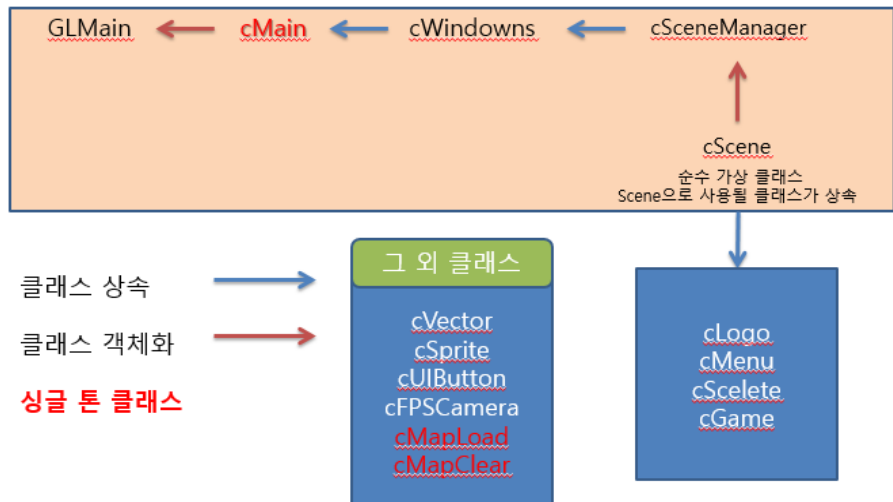 GLMain
cMain
cWindowns
cSceneManager
cScene
순수 가상 클래스
Scene으로 사용될 클래스가 상속
클래스 상속
클래스 객체화
싱글 톤 클래스
그 외 클래스
cVector
cSprite
cUIButton
cFPSCamera
cMapLoad
cMapClear
cLogo
cMenu
cScelete
cGame